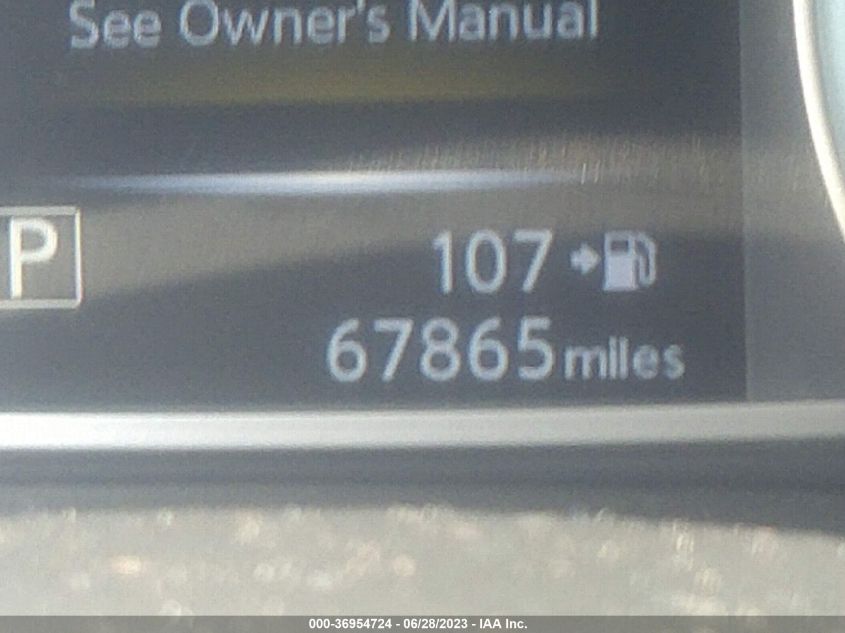 See Owner's Manual
P
107
67865 miles
000-36954724 - 06/28/2023 - IAA Inc.